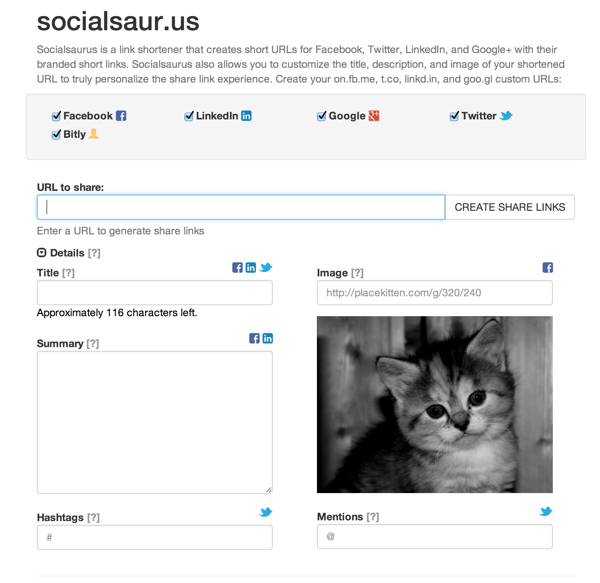 socialsaur.us
Socialsaurus is a link shortener that creates short URLs for Facebook, Twitter, LinkedIn, and Google+ with their
branded short links. Socialsaurus also allows you to customize the title, description, and image of your shortened
URL to truly personalize the share link experience. Create your on.fb.me, t.co, linkd.in, and goo.gl custom URLs:
Facebook LinkedIn Google Twitter
Bitly
URL to share:
CREATE SHARE LINKS
Enter a URL to generate share links
Details [?]
Title [?]
Approximately 116 characters left.
Summary [?]
Hashtags [?]
#
Image [?]
http://placekitten.com/g/320/240
Mentions [?]
@